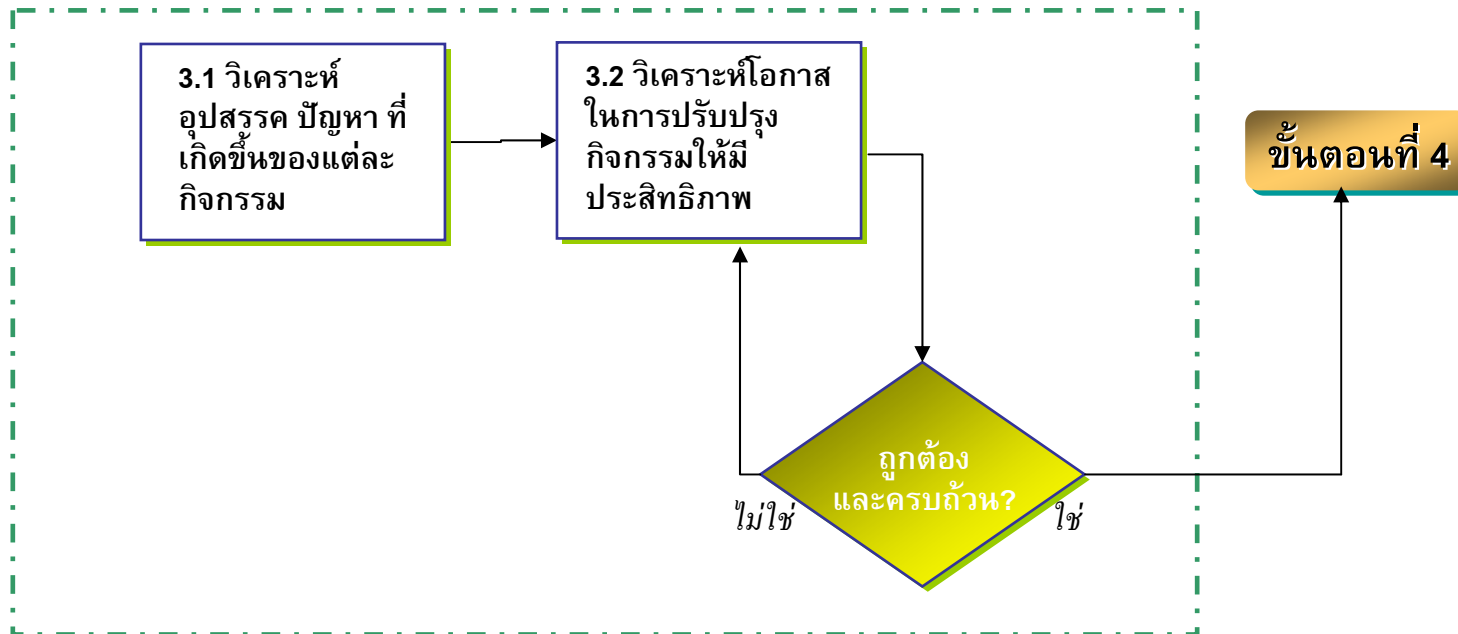 3.1 วิเคราะห์
อุปสรรค ปัญหา ที่
เกิดขึ้นของแต่ละ
กิจกรรม
3.2 วิเคราะห์โอกาส
ในการปรับปรุง
กิจกรรมให้มี
ประสิทธิภาพ
ขั้นตอนที่ 4
ถูกต้อง
และครบถ้วน?
ไม่ใช่
ใช่